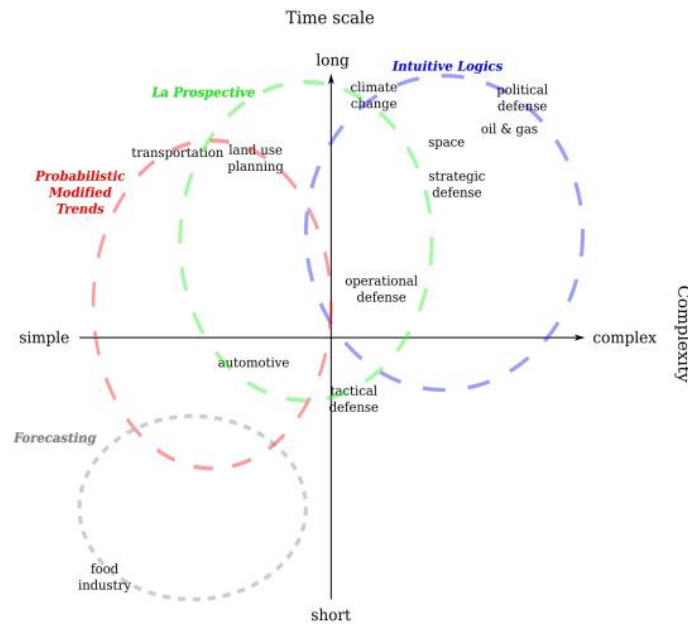 Time scale
long
Intuitive Logics
La Prospective
climate
change
political
defense
oil & gas
space
transportation
land use
planning
Probabilistic
Modified
Trends
strategic
defense
operational
defense
Complexity
simple
complex
automotive
tactical
defense
Forecasting
food
industry
short